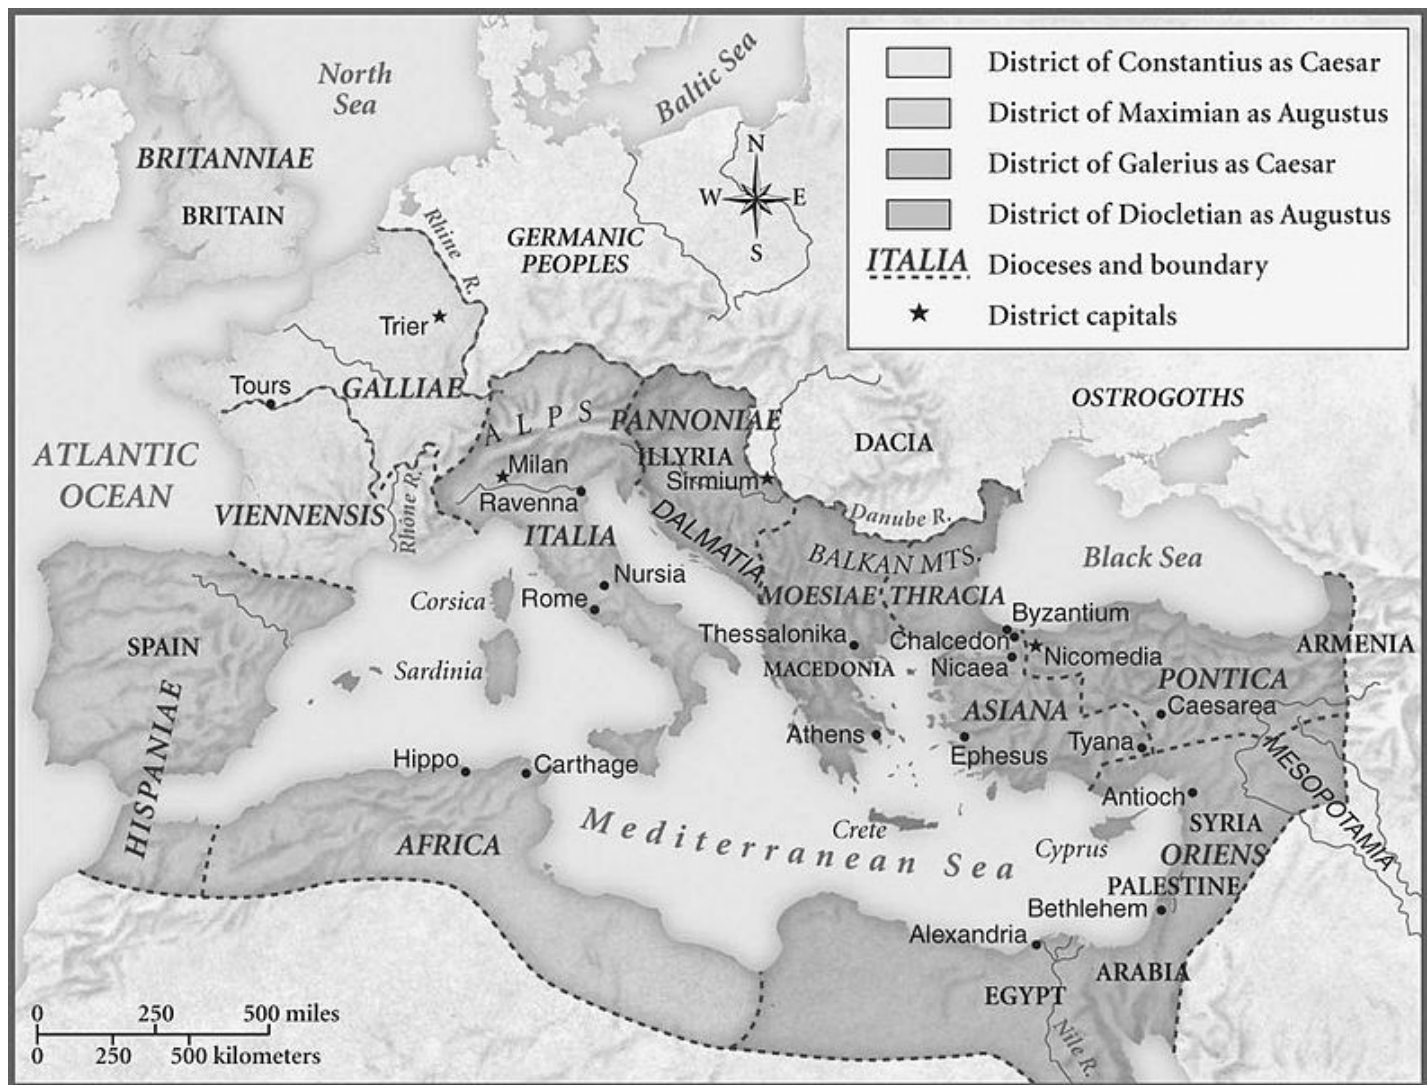 North
Sea
Baltic Sea
BRITANNIAE
BRITAIN
Rhine R.
GERMANIC
PEOPLES
N
W
E
S
District of Constantius as Caesar
District of Maximian as Augustus
District of Galerius as Caesar
District of Diocletian as Augustus
ITALIA
Dioceses and boundary
District capitals
Trier
Tours
GALLIAE
ALPS
PANNONIAE
ILLYRIA
Sirmium
DACIA
OSTROGOTHS
ATLANTIC
OCEAN
Milan
Ravenna
VIENNENSIS
Rhône R.
ITALIA
DALMATIA
Danube R.
BALKAN MTS.
Black Sea
Corsica
Nursia
Rome
MOESIAE
THRACIA
Byzantium
SPAIN
HISPANIAE
Sardinia
Thessalonika
MACEDONIA
Chalcedon
Nicaea
Nicomedia
ARMENIA
PONTICA
Caesarea
ASIANA
Athens
Ephesus
Tyana
MESOPOTAMIA
Hippo
Carthage
Antioch
AFRICA
Mediterranean Sea
Crete
Cyprus
SYRIA
ORIENS
PALESTINE
Bethlehem
Alexandria
ARABIA
EGYPT
Nile R.
0 250 500 miles
0 250 500 kilometers